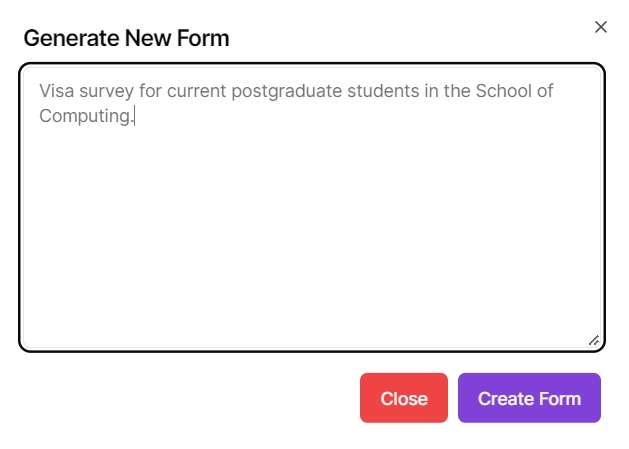 Generate New Form
Visa survey for current postgraduate students in the School of
Computing.
Close
Create Form